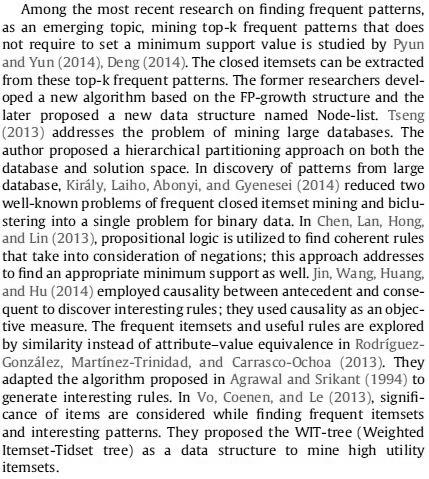 Among the most recent research on finding frequent patterns,
as an emerging topic, mining top-k frequent patterns that does
not require to set a minimum support value is studied by Pyun
and Yun (2014), Deng (2014). The closed itemsets can be extracted
from these top-k frequent patterns. The former researchers devel-
oped a new algorithm based on the FP-growth structure and the
later proposed a new data structure named Node-list. Tseng
(2013) addresses the problem of mining large databases. The
author proposed a hierarchical partitioning approach on both the
database and solution space. In discovery of patterns from large
database, Király, Laiho, Abonyi, and Gyenesei (2014) reduced two
well-known problems of frequent closed itemset mining and biclu-
stering into a single problem for binary data. In Chen, Lan, Hong,
and Lin (2013), propositional logic is utilized to find coherent rules
that take into consideration of negations; this approach addresses
to find an appropriate minimum support as well. Jin, Wang, Huang,
and Hu (2014) employed causality between antecedent and conse-
quent to discover interesting rules; they used causality as an objec-
tive measure. The frequent itemsets and useful rules are explored
by similarity instead of attribute–value equivalence in Rodríguez-
González, Martínez-Trinidad, and Carrasco-Ochoa (2013). They
adapted the algorithm proposed in Agrawal and Srikant (1994) to
generate interesting rules. In Vo, Coenen, and Le (2013), signifi-
cance of items are considered while finding frequent itemsets
and interesting patterns. They proposed the WIT-tree (Weighted
Itemset-Tidset tree) as a data structure to mine high utility
itemsets.